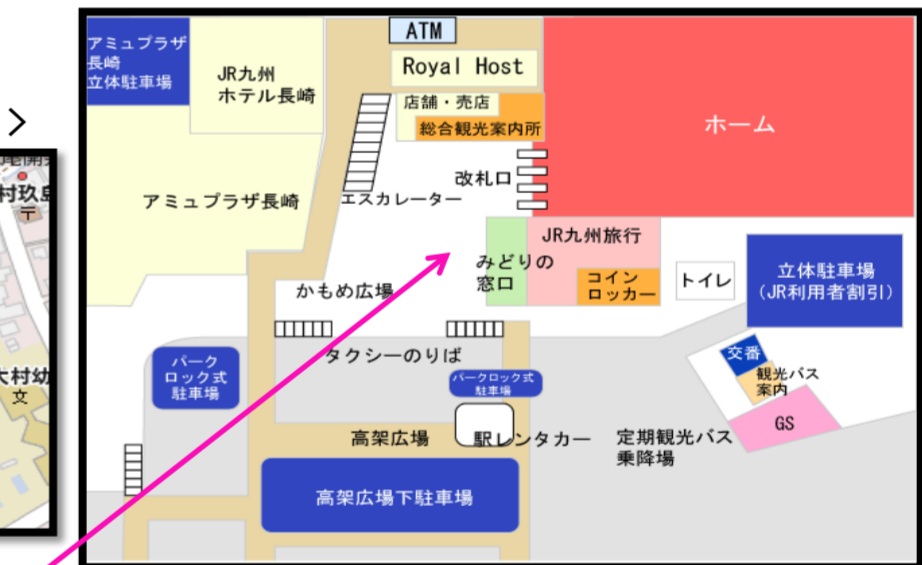 >
村玖島
〒
大村幼
文
ATM
アミュプラザ
長崎
立体駐車場
JR九州
ホテル長崎
Royal Host
店舗・売店
総合観光案内所
ホーム
改札口
アミュプラザ長崎
エスカレーター
JR九州旅行
みどりの
窓口
コイン
ロッカー
トイレ
立体駐車場
(JR利用者割引)
かもめ広場
タクシーのりば
パーク
ロック式
駐車場
パークロック式
駐車場
交番
観光バス
案内
GS
高架広場
駅レンタカー
定期観光バス
乗降場
高架広場下駐車場